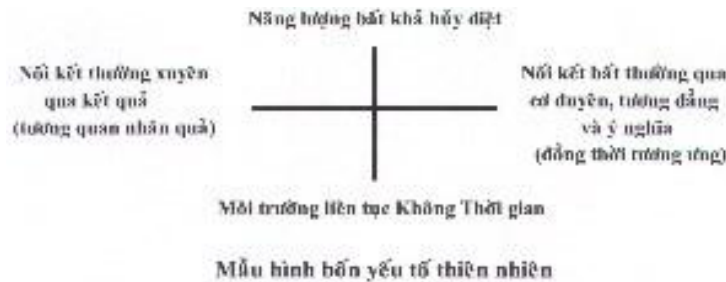 Năng lượng bất khả hủy diệt
Nối kết thường xuyên
qua kết quả
(tương quan nhân quả)
Nối kết bất thường qua
cơ duyên, tương đẳng
và ý nghĩa
(đồng thời tương ưng)
Môi trường liên tục Không Thời gian
Mẫu hình bốn yếu tố thiên nhiên